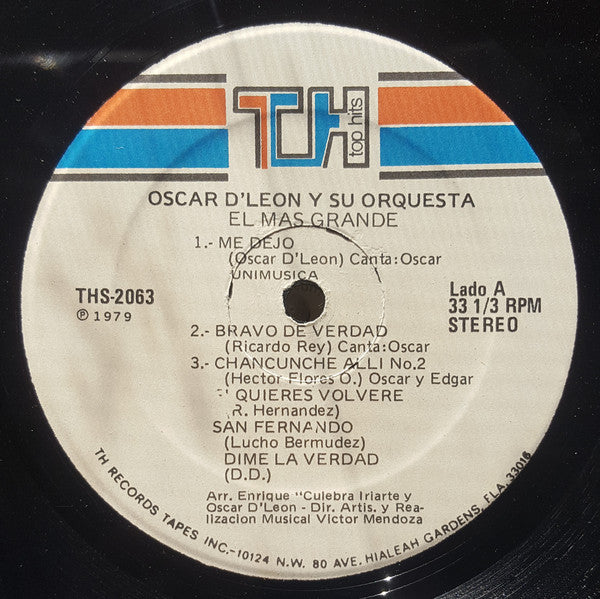 TH
top hits
OSCAR D'LEON Y SU ORQUESTA
EL MAS GRANDE
1.- ME DEJO
(Oscar D'Leon) Canta: Oscar
UNIMUSICA
THS-2063
℗ 1979
Lado A
33 1/3 RPM
STEREO
2.- BRAVO DE VERDAD
(Ricardo Rey) Canta: Oscar
3.- CHANCUNCHE ALLI No.2
(Hector Flores O.) Oscar y Edgar
QUIERES VOLVERE
R. Hernandez)
SAN FERNANDO
(Lucho Bermudez)
DIME LA VERDAD
(D.D.)
Arr. Enrique "Culebra Iriarte y
Oscar D'Leon - Dir. Artis. y Rea-
lizacion Musical Victor Mendoza
TH RECORDS TAPES INC.-10124 N.W. 80 AVE. HIALEAH GARDENS, FLA. 33016